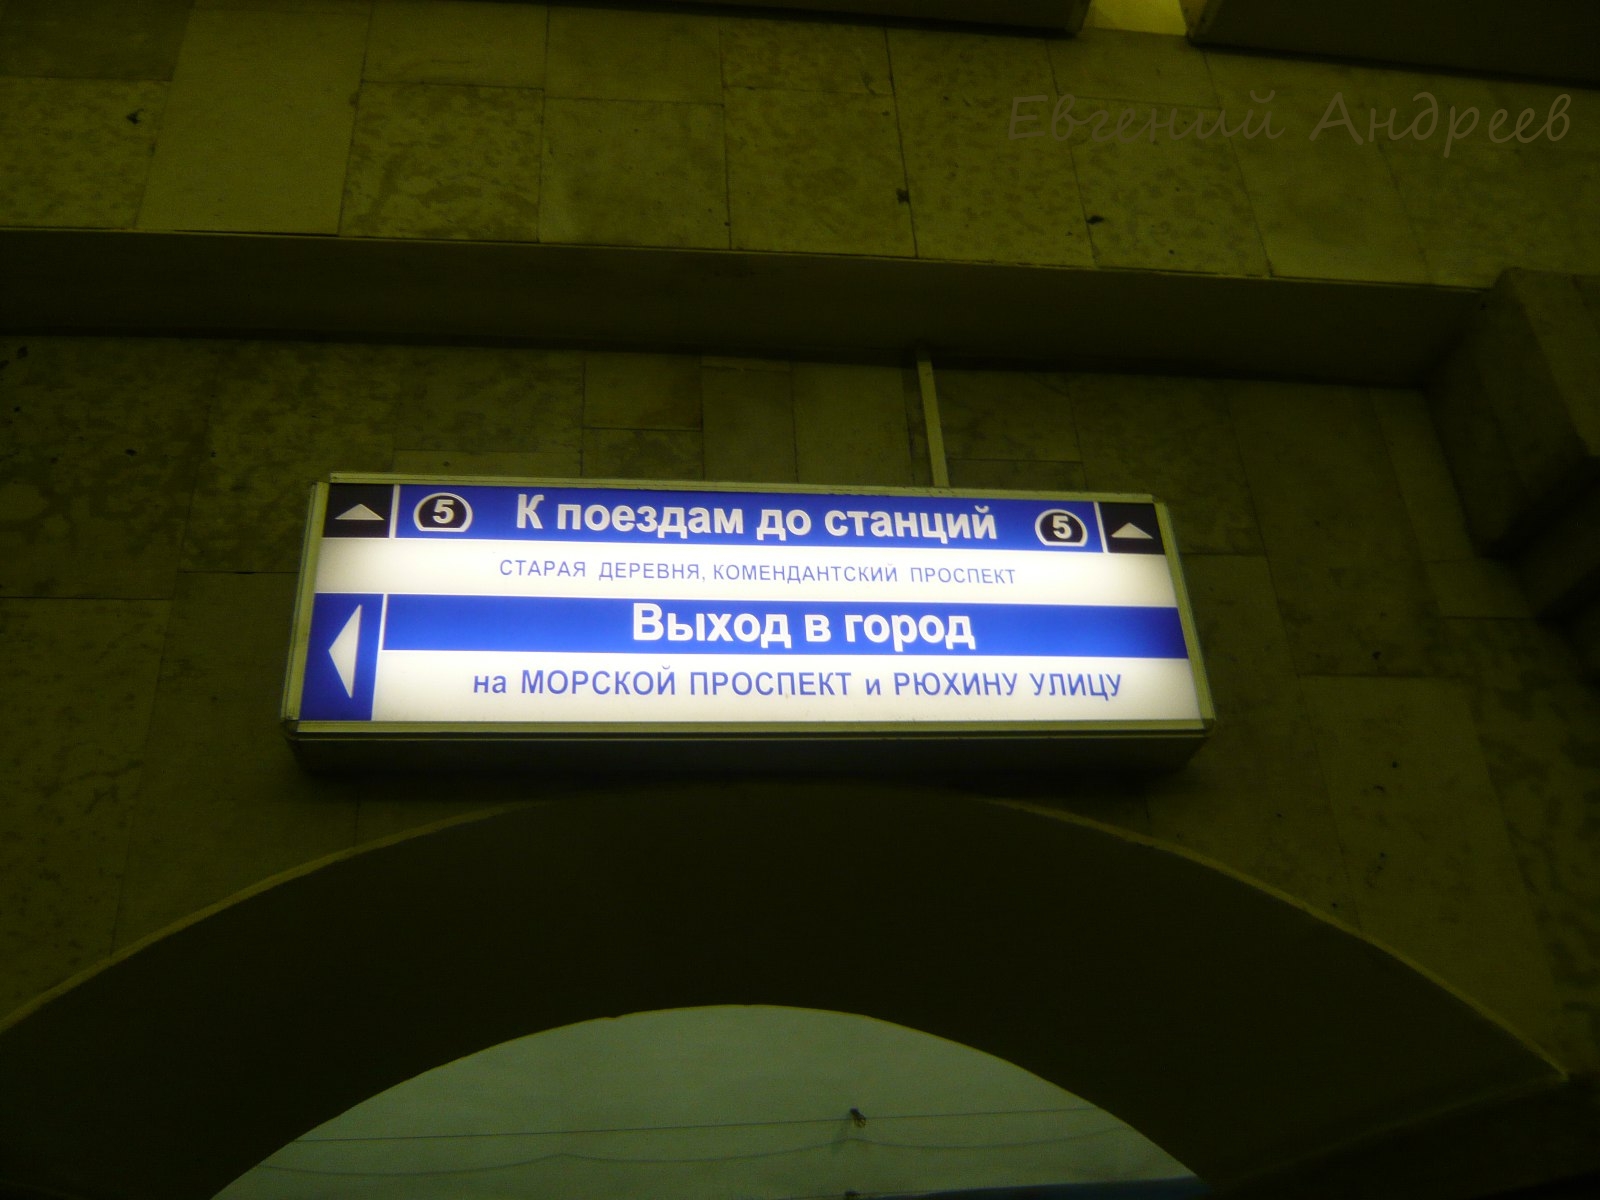 Евгений Андреев
5 К поездам до станций 5
СТАРАЯ ДЕРЕВНЯ, КОМЕНДАНТСКИЙ ПРОСПЕКТ
Выход в город
на МОРСКОЙ ПРОСПЕКТ и РЮХИНУ УЛИЦУ